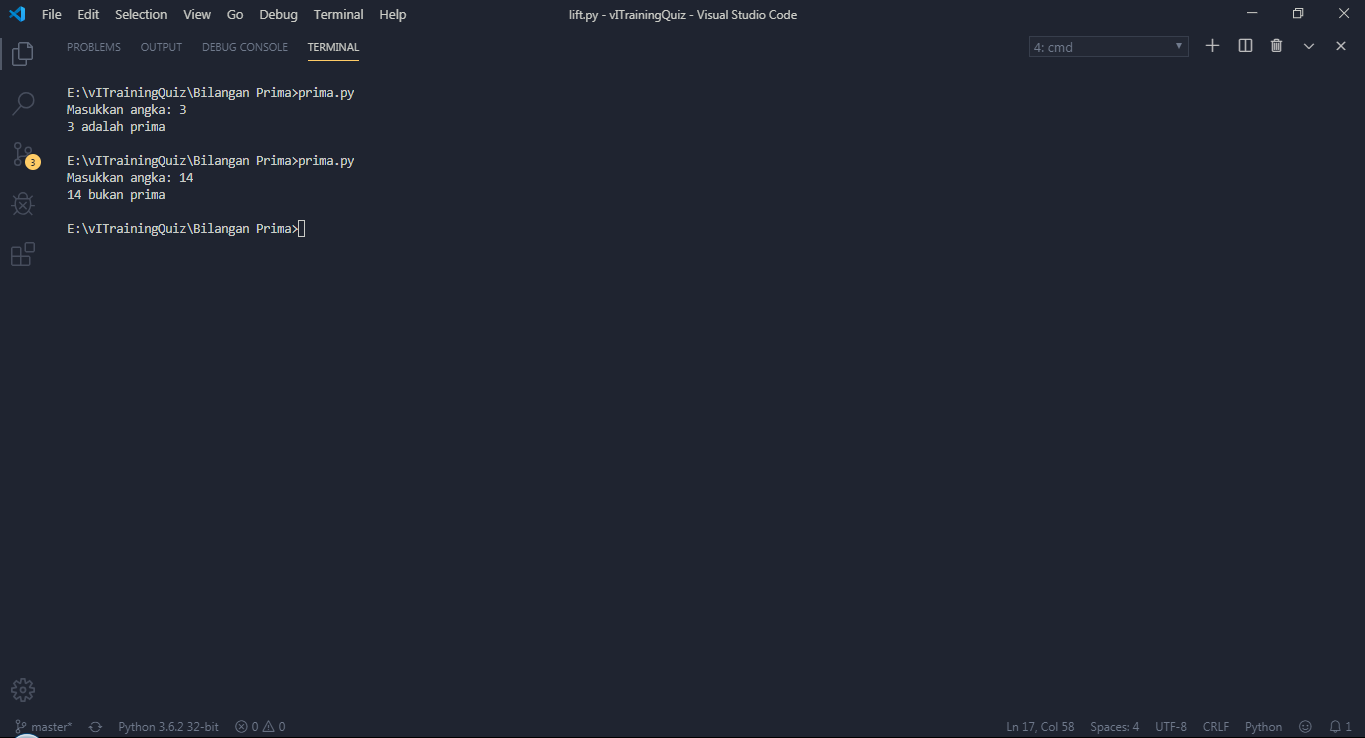 File Edit Selection View Go Debug Terminal Help
lift.py - vITrainingQuiz - Visual Studio Code
PROBLEMS OUTPUT DEBUG CONSOLE TERMINAL
4: cmd
E:\vITrainingQuiz\Bilangan Prima>prima.py
Masukkan angka: 3
3 adalah prima
E:\vITrainingQuiz\Bilangan Prima>prima.py
Masukkan angka: 14
14 bukan prima
E:\vITrainingQuiz\Bilangan Prima>
3
master* Python 3.6.2 32-bit 0 0
Ln 17, Col 58 Spaces: 4 UTF-8 CRLF Python 1